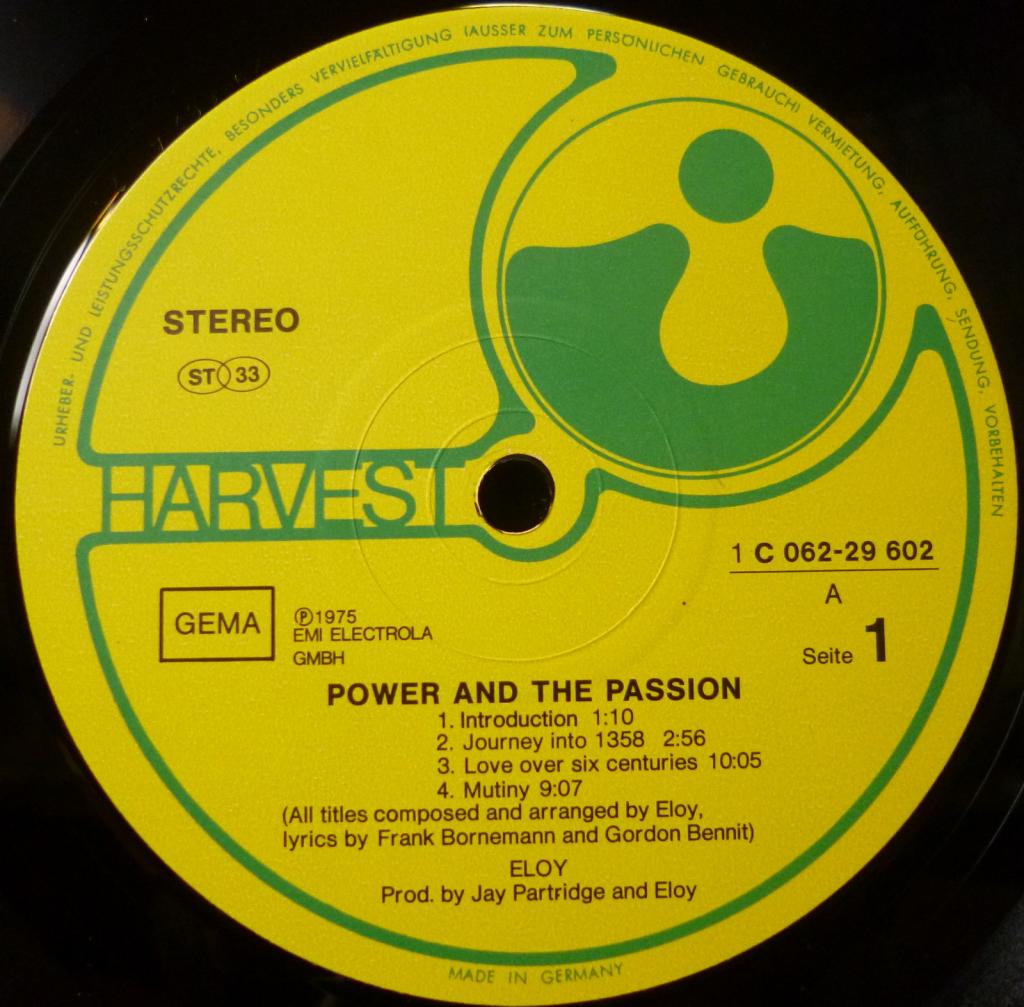 URHEBER- UND LEISTUNGSSCHUTZRECHTE, BESONDERS VERVIELFÄLTIGUNG (AUSSER ZUM PERSÖNLICHEN GEBRAUCH) VERMIETUNG, AUFFÜHRUNG, SENDUNG, VORBEHALTEN
STEREO
ST 33
HARVEST
1 C 062-29 602
A
Seite 1
GEMA
℗1975
EMI ELECTROLA
GMBH
POWER AND THE PASSION
1. Introduction 1:10
2. Journey into 1358 2:56
3. Love over six centuries 10:05
4. Mutiny 9:07
(All titles composed and arranged by Eloy,
lyrics by Frank Bornemann and Gordon Bennit)
ELOY
Prod. by Jay Partridge and Eloy
MADE IN GERMANY